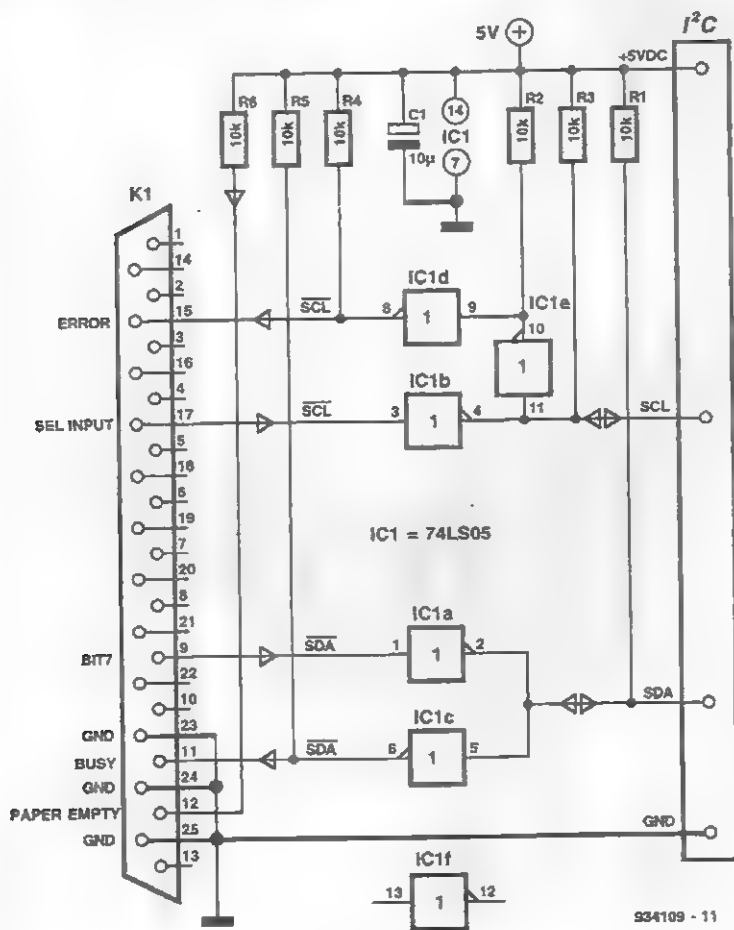 I²C
5V
+
+5VDC
R6
10k
R5
10k
R4
10k
C1
10µ
14
IC1
7
R2
10k
R3
10k
R1
10k
K1
1
14
2
ERROR
15
SCL
8
IC1d
1
9
IC1e
10
1
11
3
16
4
SEL INPUT
17
SCL
3
IC1b
1
4
SCL
5
18
6
19
IC1 = 74LS05
7
20
8
21
BIT7
9
SDA
1
IC1a
1
2
22
10
SDA
GND
23
BUSY
11
SDA
6
IC1c
1
5
GND
24
PAPER EMPTY
12
GND
25
GND
13
IC1f
13
1
12
934109 - 11